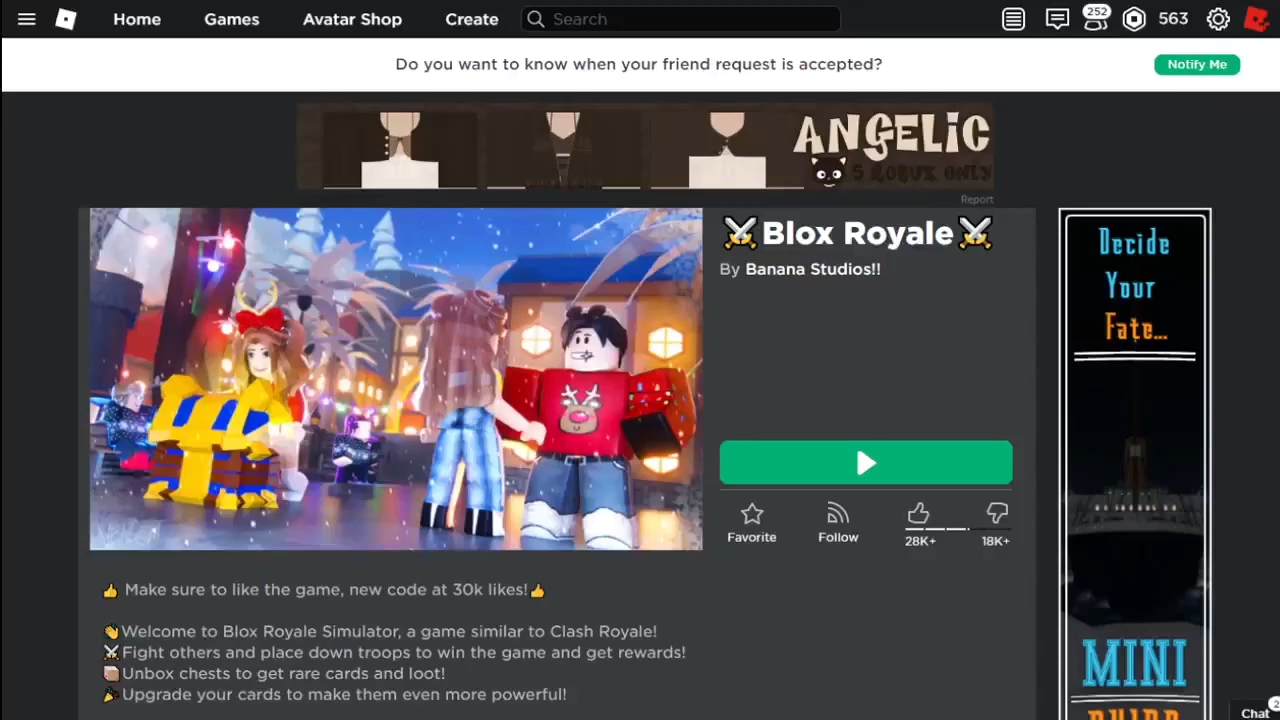 Home Games Avatar Shop Create Search 252 563
Do you want to know when your friend request is accepted? Notify Me
ANGELIC
5 ROBUX ONLY
Report
Blox Royale
By Banana Studios!!
Decide
Your
Fate...
Favorite Follow 28K+ 18K+
👍 Make sure to like the game, new code at 30k likes!👍
👋Welcome to Blox Royale Simulator, a game similar to Clash Royale!
⚔Fight others and place down troops to win the game and get rewards!
Unbox chests to get rare cards and loot!
🎉Upgrade your cards to make them even more powerful!
MINI
Chat